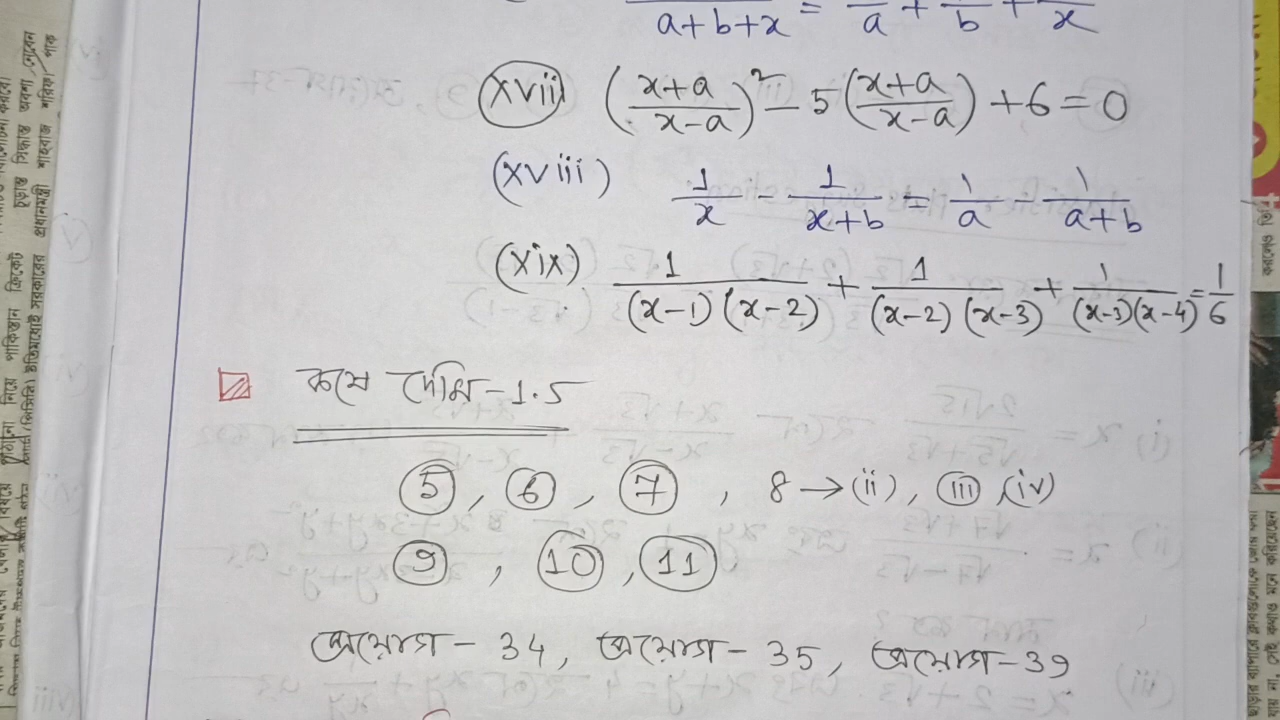 a+b+x = a + b + x
(xvii) (x+a/x-a)² - 5(x+a/x-a) + 6 = 0
(xviii) 1/x - 1/x+b = 1/a - 1/a+b
(xix) 1/(x-1)(x-2) + 1/(x-2)(x-3) + 1/(x-3)(x-4) = 1/6
কষে দেখি - 1.5
5, 6, 7, 8 → (ii), (iii), (iv)
9, 10, 11
প্রয়োগ - 34, প্রয়োগ - 35, প্রয়োগ - 39